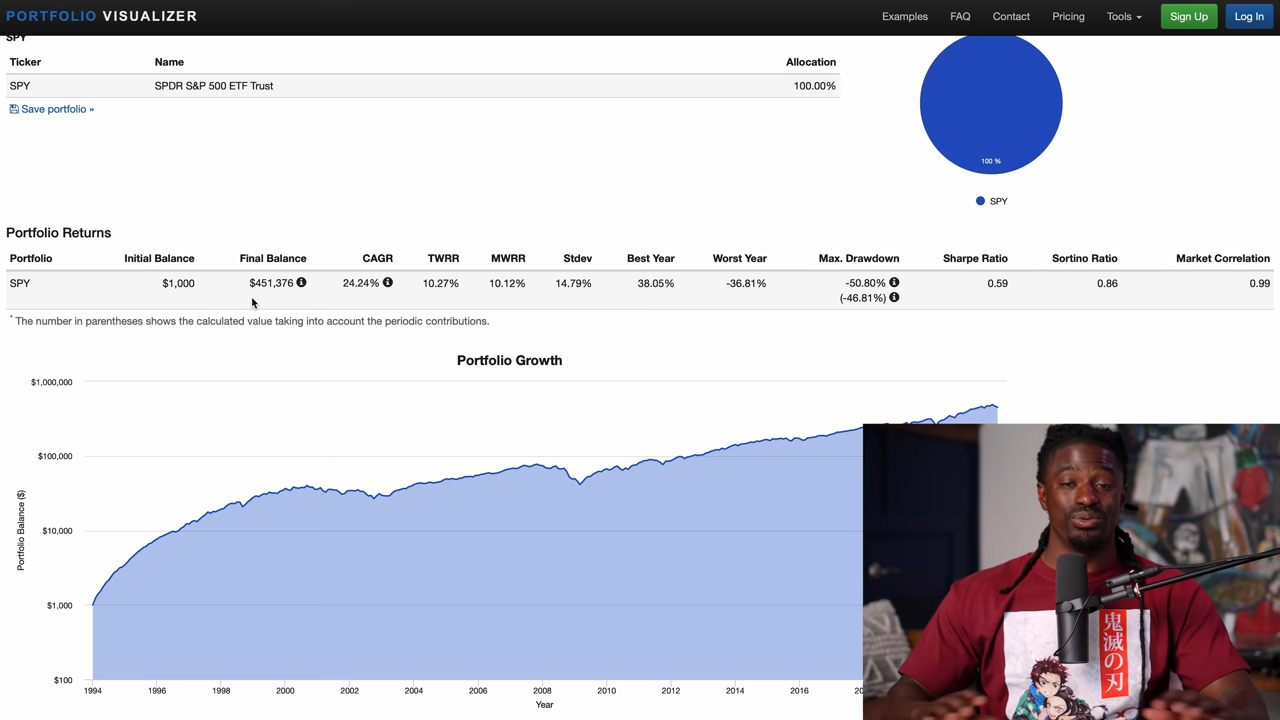 PORTFOLIO VISUALIZER
Examples FAQ Contact Pricing Tools Sign Up Log In
SPY
Ticker Name Allocation
SPY SPDR S&P 500 ETF Trust 100.00%
Save portfolio »
100 %
SPY
Portfolio Returns
Portfolio Initial Balance Final Balance CAGR TWRR MWRR Stdev Best Year Worst Year Max. Drawdown Sharpe Ratio Sortino Ratio Market Correlation
SPY $1,000 $451,376 24.24% 10.27% 10.12% 14.79% 38.05% -36.81% -50.80% 0.59 0.86 0.99
(-46.81%)
* The number in parentheses shows the calculated value taking into account the periodic contributions.
Portfolio Growth
$1,000,000
$100,000
$10,000
$1,000
$100
Portfolio Balance ($)
1994 1996 1998 2000 2002 2004 2006 2008 2010 2012 2014 2016
Year
鬼滅の刃